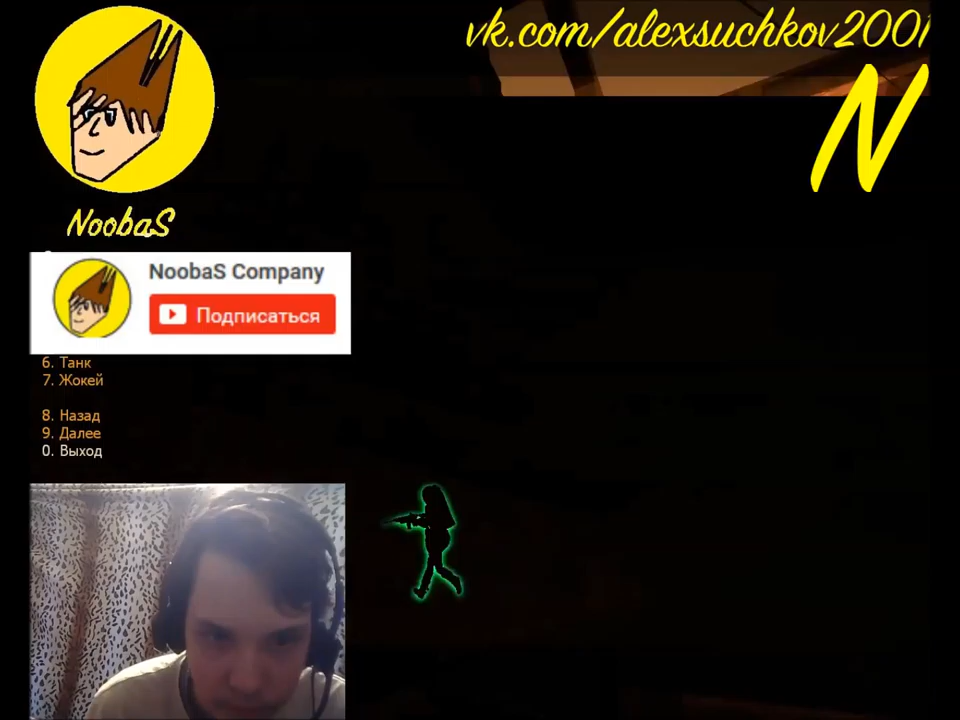 vk.com/alexsuchkov2001
N
NoobaS
NoobaS Company
Подписаться
6. Танк
7. Жокей
8. Назад
9. Далее
0. Выход